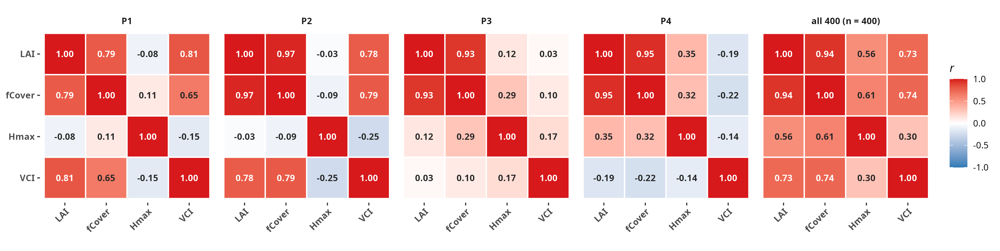 P1 P2 P3 P4 all 400 (n = 400)
LAI 1.00 0.79 -0.08 0.81 1.00 0.97 -0.03 0.78 1.00 0.93 0.12 0.03 1.00 0.95 0.35 -0.19 1.00 0.94 0.56 0.73
fCover 0.79 1.00 0.11 0.65 0.97 1.00 -0.09 0.79 0.93 1.00 0.29 0.10 0.95 1.00 0.32 -0.22 0.94 1.00 0.61 0.74
Hmax -0.08 0.11 1.00 -0.15 -0.03 -0.09 1.00 -0.25 0.12 0.29 1.00 0.17 0.35 0.32 1.00 -0.14 0.56 0.61 1.00 0.30
VCI 0.81 0.65 -0.15 1.00 0.78 0.79 -0.25 1.00 0.03 0.10 0.17 1.00 -0.19 -0.22 -0.14 1.00 0.73 0.74 0.30 1.00
LAI fCover Hmax VCI LAI fCover Hmax VCI LAI fCover Hmax VCI LAI fCover Hmax VCI LAI fCover Hmax VCI
r
1.0
0.5
0.0
-0.5
-1.0